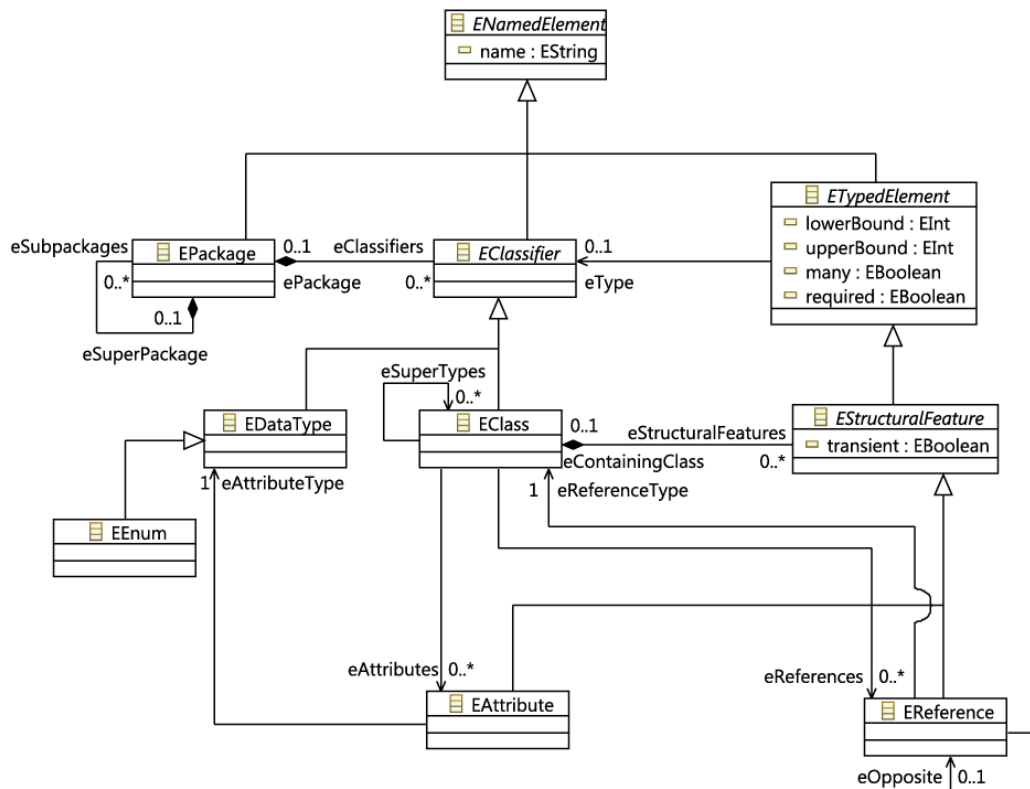 ENamedElement
name : EString
ETypedElement
lowerBound : EInt
upperBound : EInt
many : EBoolean
required : EBoolean
eSubpackages
EPackage
0..1
eClassifiers
EClassifier
0..1
0..*
ePackage
0..*
eType
0..1
eSuperPackage
eSuperTypes
0..*
EDataType
EClass
0..1
eStructuralFeatures
EStructuralFeature
transient : EBoolean
eContainingClass
0..*
1
eAttributeType
1
eReferenceType
EEnum
eAttributes
0..*
eReferences
0..*
EAttribute
EReference
eOpposite
0..1